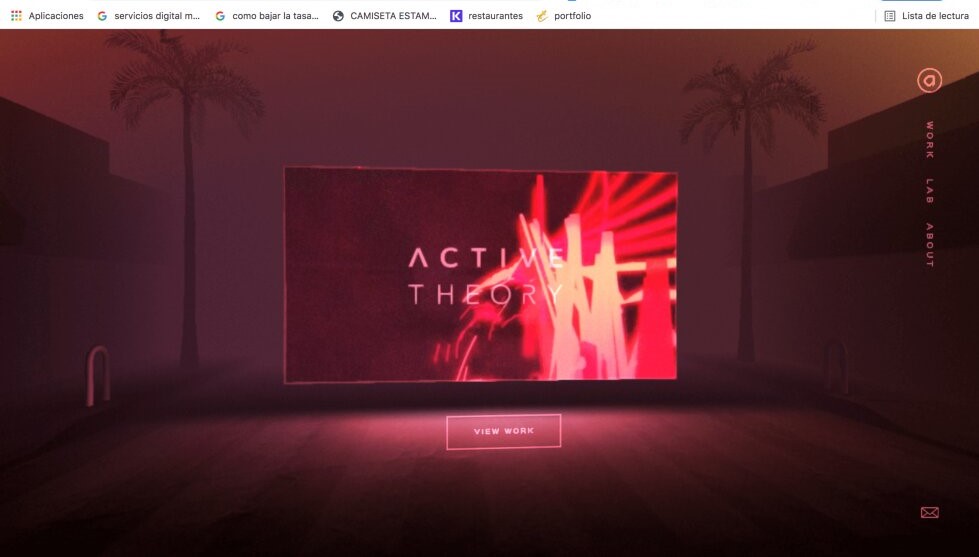 Aplicaciones servicios digital m... como bajar la tasa... CAMISETA ESTAM... restaurantes portfolio Lista de lectura
WORK
LAB
ABOUT
ACTIVE
THEORY
VIEW WORK